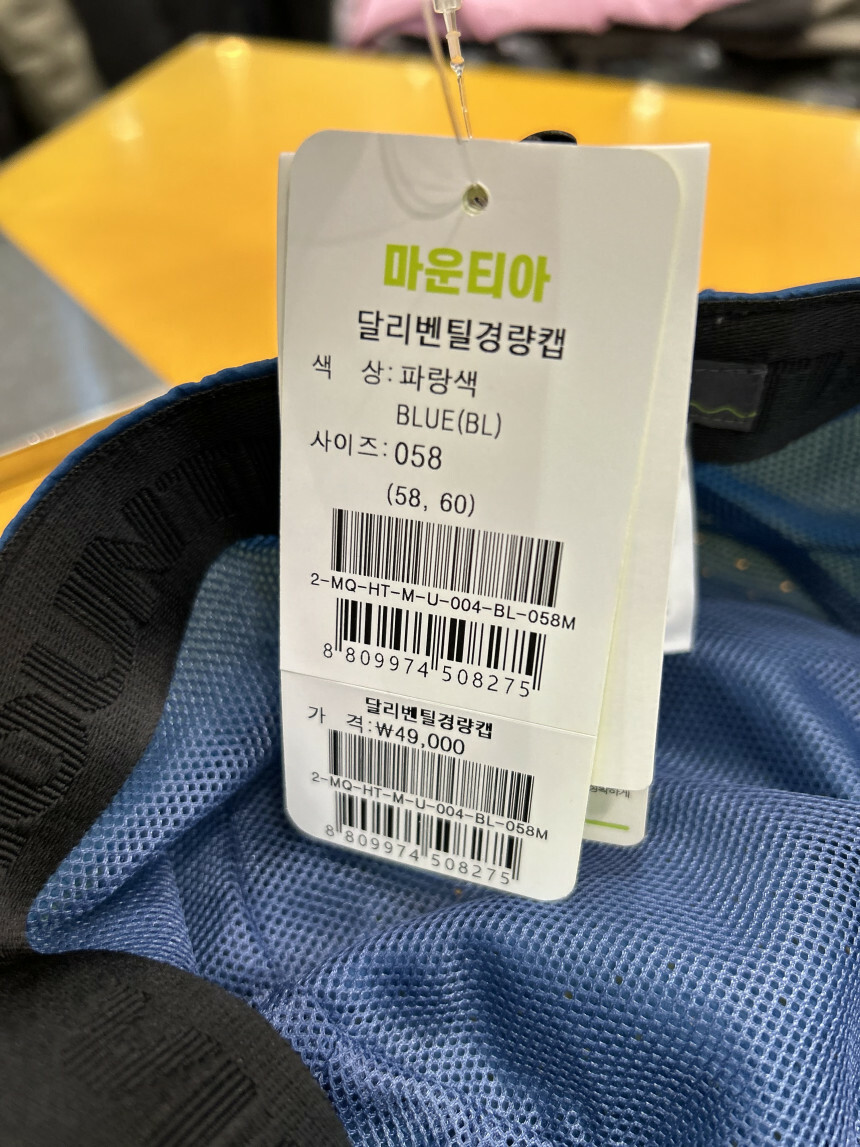 마운티아
달리벤틸경량캡
색 상: 파랑색
BLUE(BL)
사이즈: 058
(58, 60)
2-MQ-HT-M-U-004-BL-058M
8 809974 508275
달리벤틸경량캡
가 격: ₩49,000
2-MQ-HT-M-U-004-BL-058M
8 809974 508275